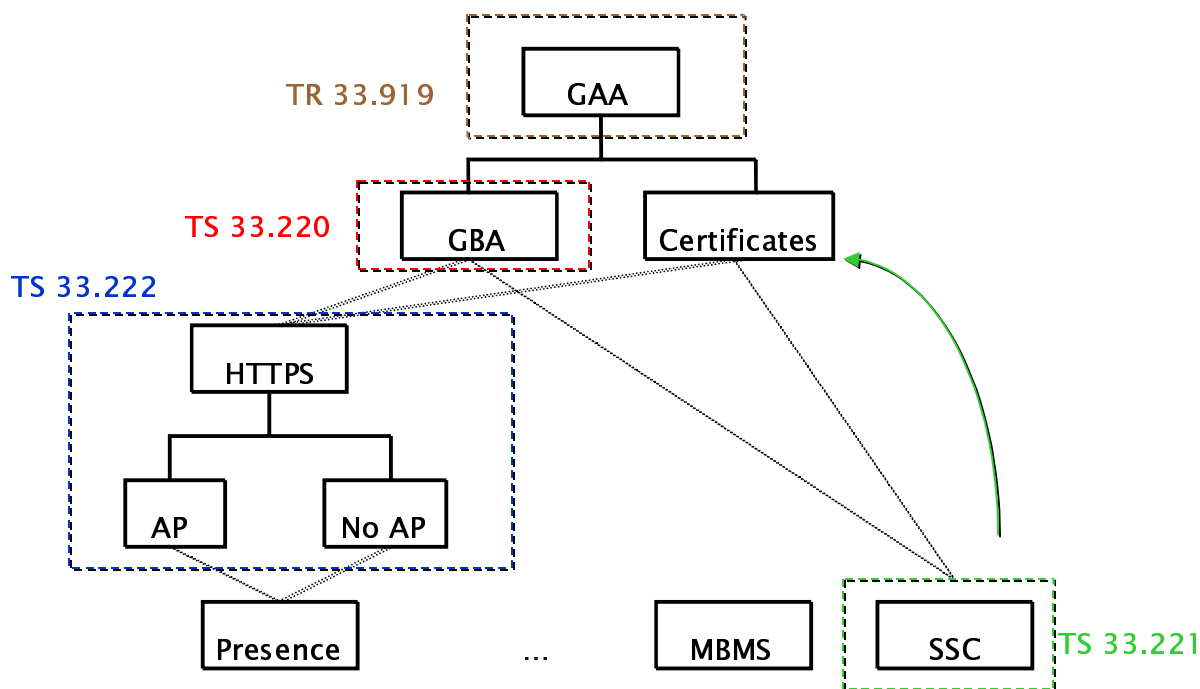 TR 33.919
GAA
TS 33.220
GBA
Certificates
TS 33.222
HTTPS
AP
No AP
Presence
...
MBMS
SSC
TS 33.221